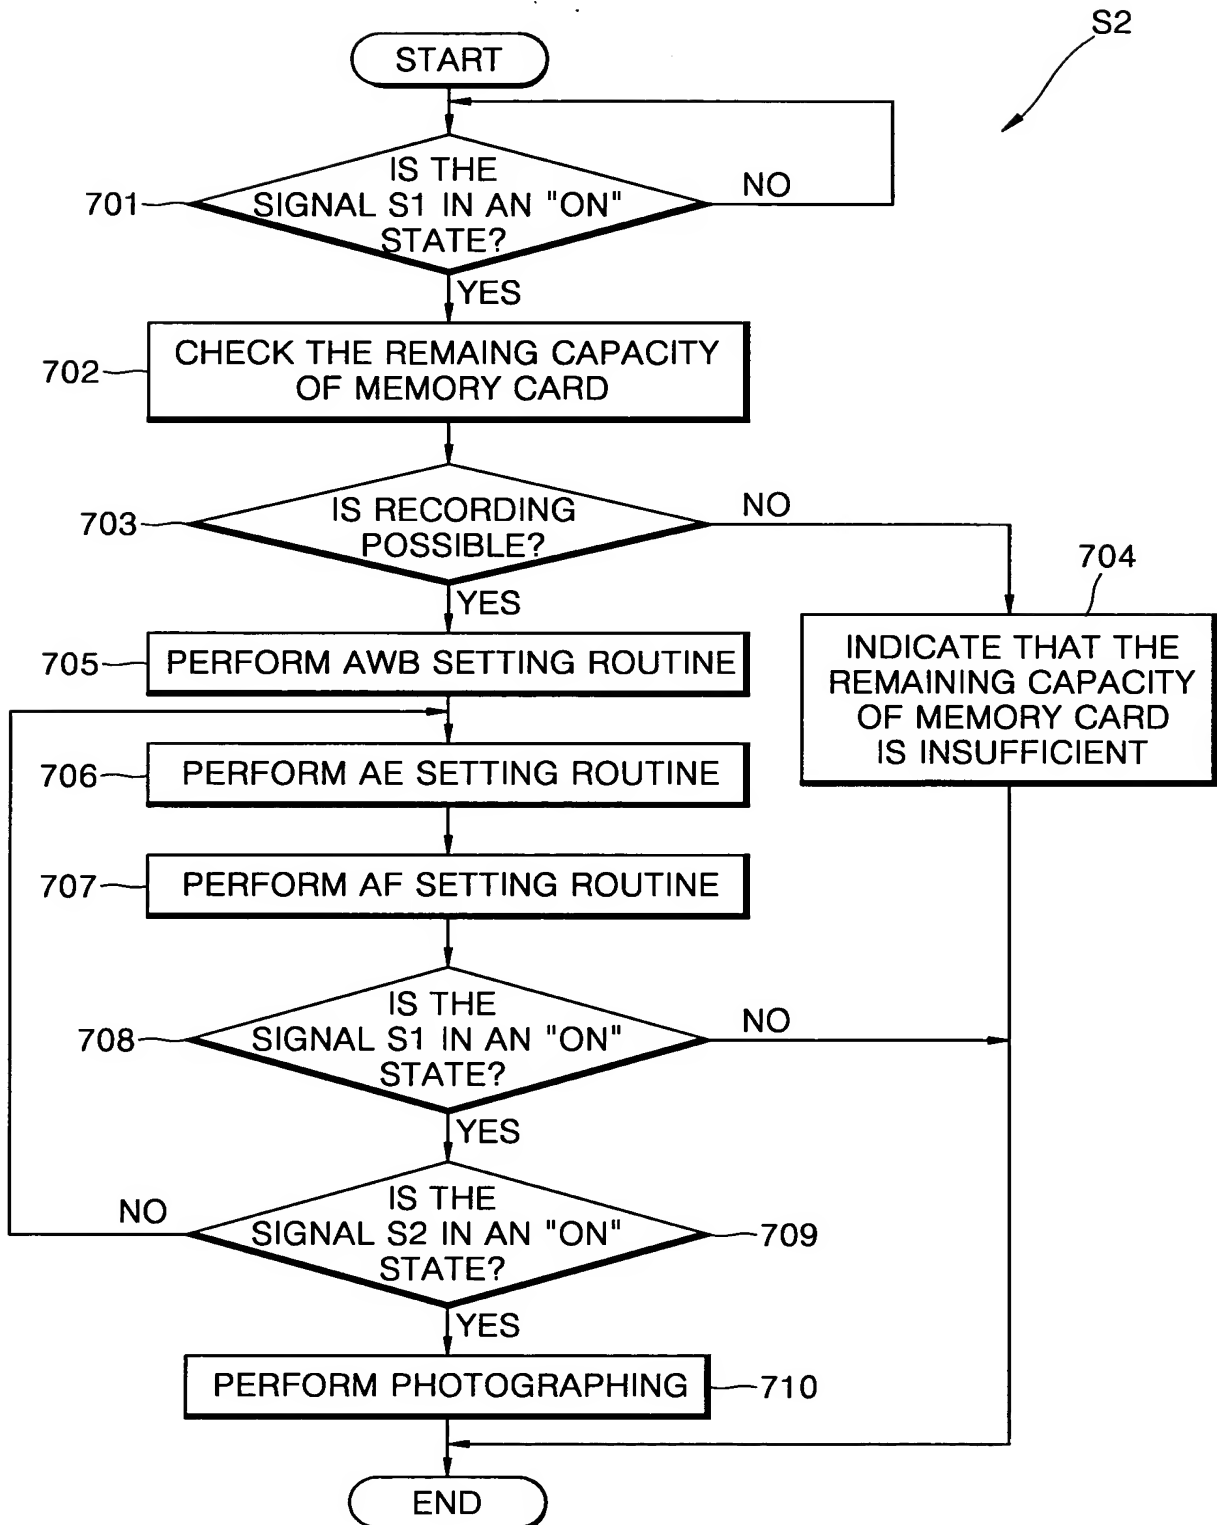 S2
START
IS THE
SIGNAL S1 IN AN "ON"
STATE?
701
NO
YES
CHECK THE REMAING CAPACITY
OF MEMORY CARD
702
IS RECORDING
POSSIBLE?
703
NO
YES
704
INDICATE THAT THE
REMAINING CAPACITY
OF MEMORY CARD
IS INSUFFICIENT
705
PERFORM AWB SETTING ROUTINE
706
PERFORM AE SETTING ROUTINE
707
PERFORM AF SETTING ROUTINE
IS THE
SIGNAL S1 IN AN "ON"
STATE?
708
NO
YES
IS THE
SIGNAL S2 IN AN "ON"
STATE?
NO
709
YES
PERFORM PHOTOGRAPHING
710
END